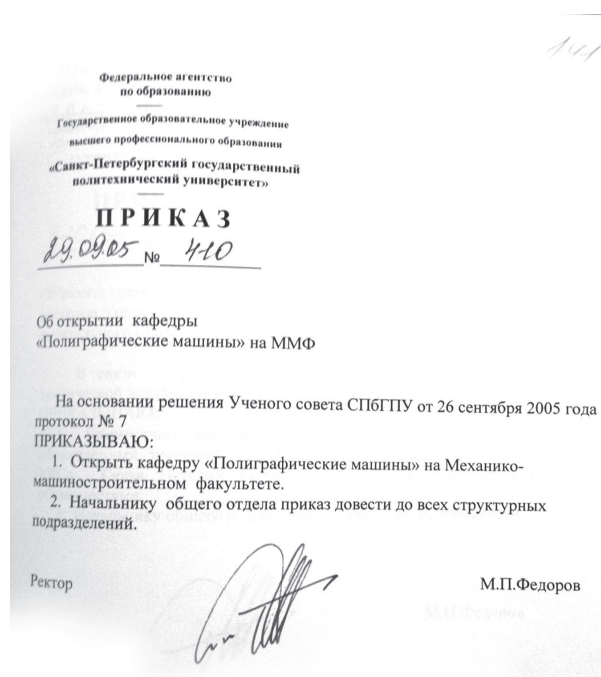 141
Федеральное агентство
по образованию
Государственное образовательное учреждение
высшего профессионального образования
«Санкт-Петербургский государственный
политехнический университет»
ПРИКАЗ
29.09.05 № 410
Об открытии кафедры
«Полиграфические машины» на ММФ
На основании решения Ученого совета СПбГПУ от 26 сентября 2005 года
протокол № 7
ПРИКАЗЫВАЮ:
1. Открыть кафедру «Полиграфические машины» на Механико-
машиностроительном факультете.
2. Начальнику общего отдела приказ довести до всех структурных
подразделений.
Ректор М.П.Федоров